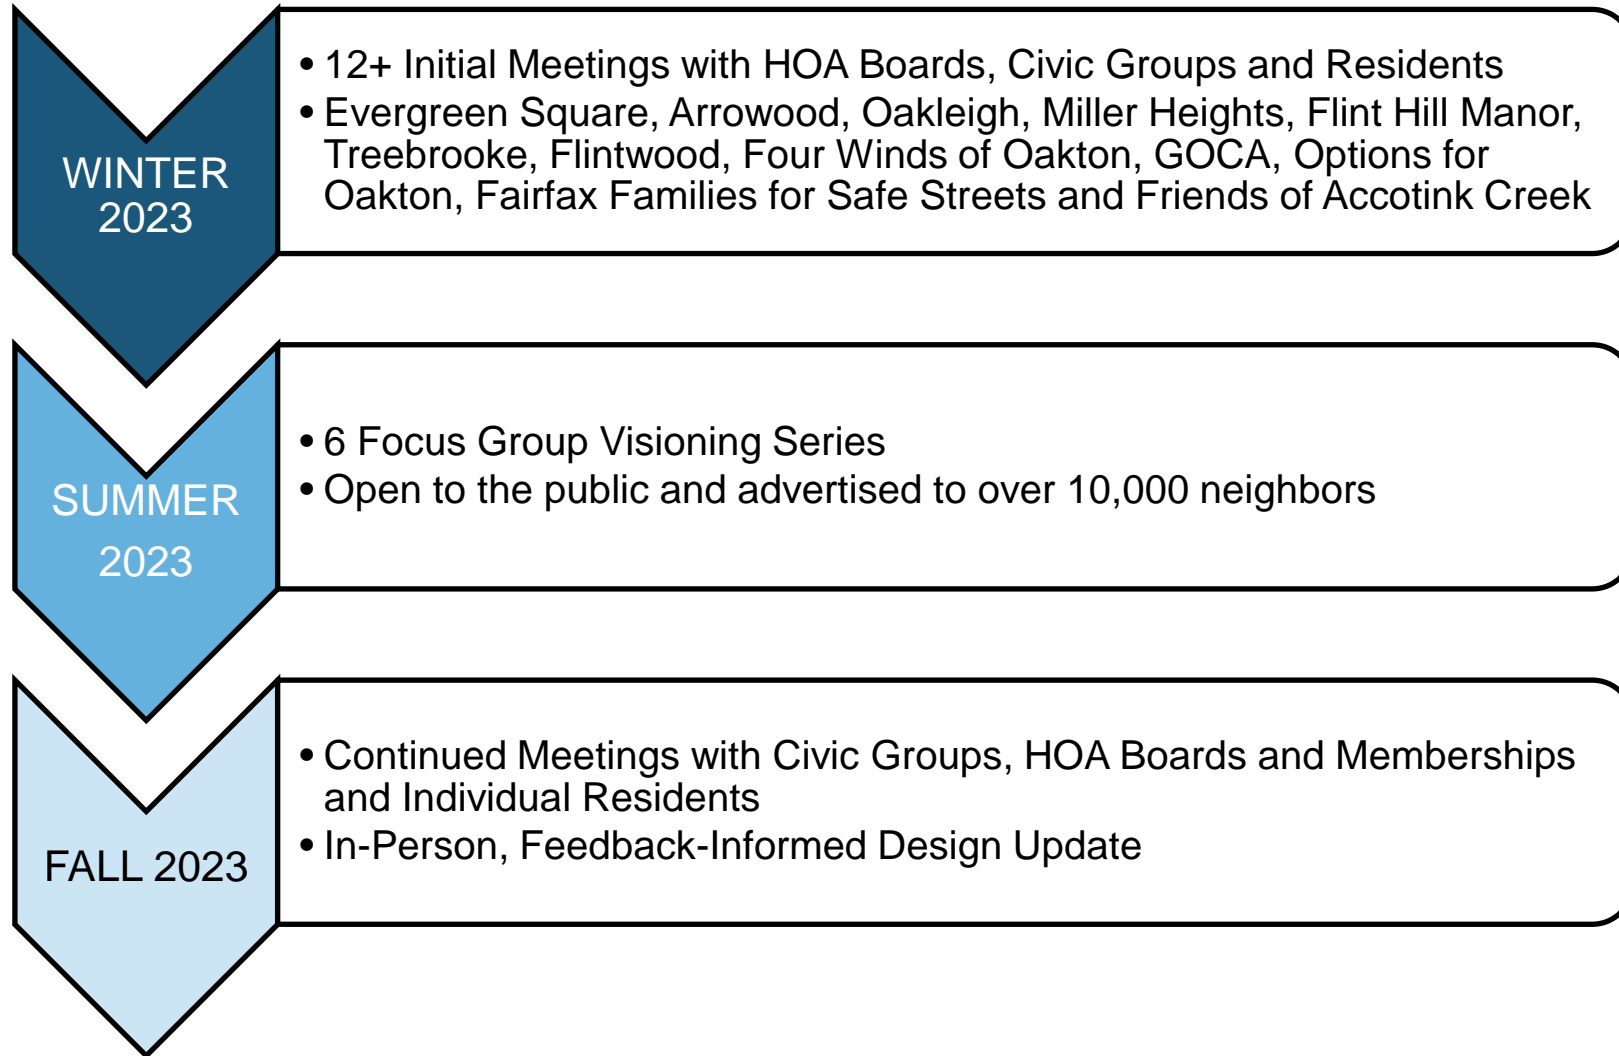 WINTER
2023
• 12+ Initial Meetings with HOA Boards, Civic Groups and Residents
• Evergreen Square, Arrowood, Oakleigh, Miller Heights, Flint Hill Manor,
Treebrooke, Flintwood, Four Winds of Oakton, GOCA, Options for
Oakton, Fairfax Families for Safe Streets and Friends of Accotink Creek
SUMMER
2023
• 6 Focus Group Visioning Series
• Open to the public and advertised to over 10,000 neighbors
FALL 2023
• Continued Meetings with Civic Groups, HOA Boards and Memberships
and Individual Residents
• In-Person, Feedback-Informed Design Update